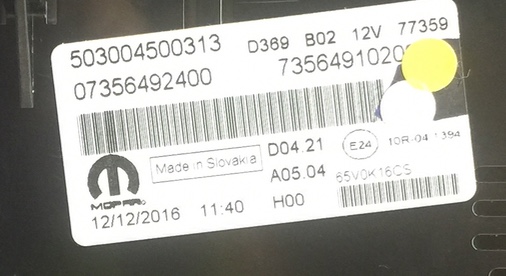 503004500313 D369 B02 12V 77359
07356492400 7356491020
Made in Slovakia D04.21 E24 10R-04 1394
A05.04 65V0K16CS
MOPAR H00
12/12/2016 11:40